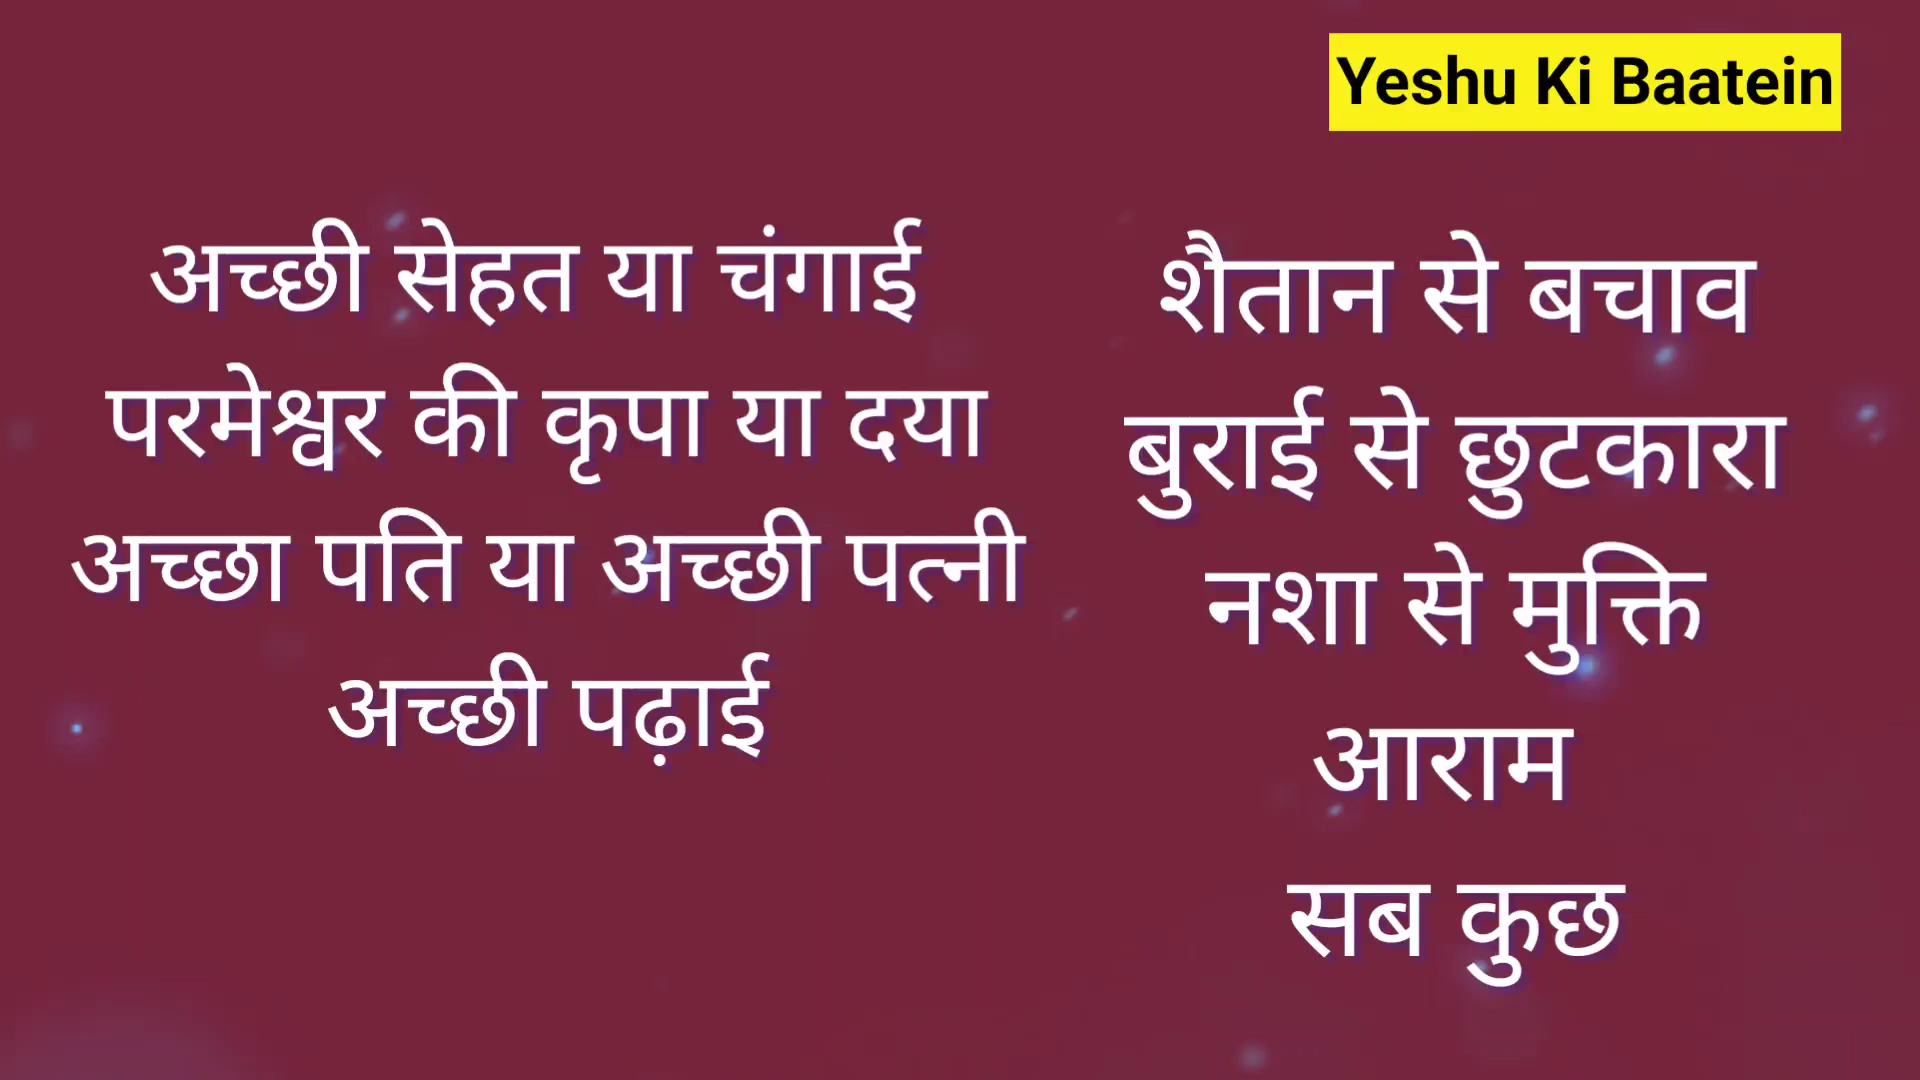 Yeshu Ki Baatein
अच्छी सेहत या चंगाई
परमेश्वर की कृपा या दया
अच्छा पति या अच्छी पत्नी
अच्छी पढ़ाई
शैतान से बचाव
बुराई से छुटकारा
नशा से मुक्ति
आराम
सब कुछ